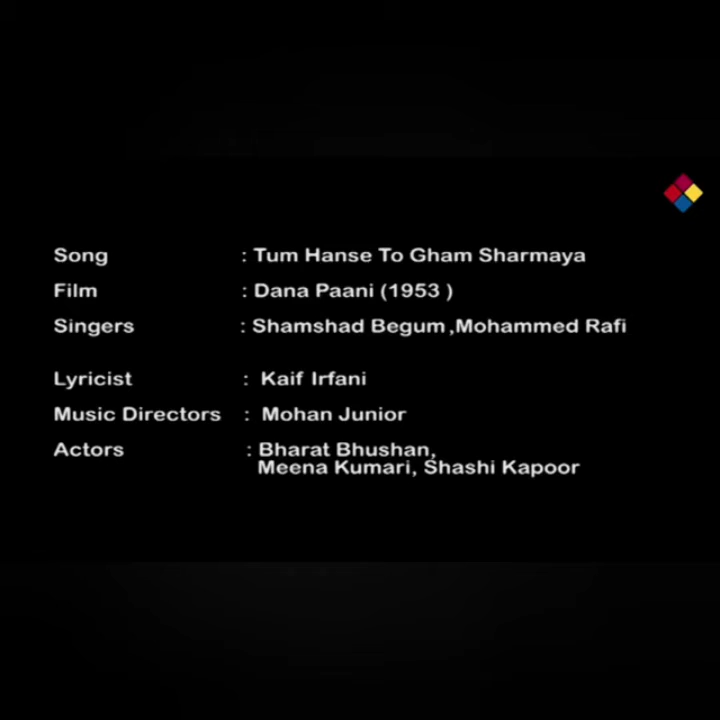 Song : Tum Hanse To Gham Sharmaya
Film : Dana Paani (1953 )
Singers : Shamshad Begum ,Mohammed Rafi
Lyricist : Kaif Irfani
Music Directors : Mohan Junior
Actors : Bharat Bhushan,
Meena Kumari, Shashi Kapoor